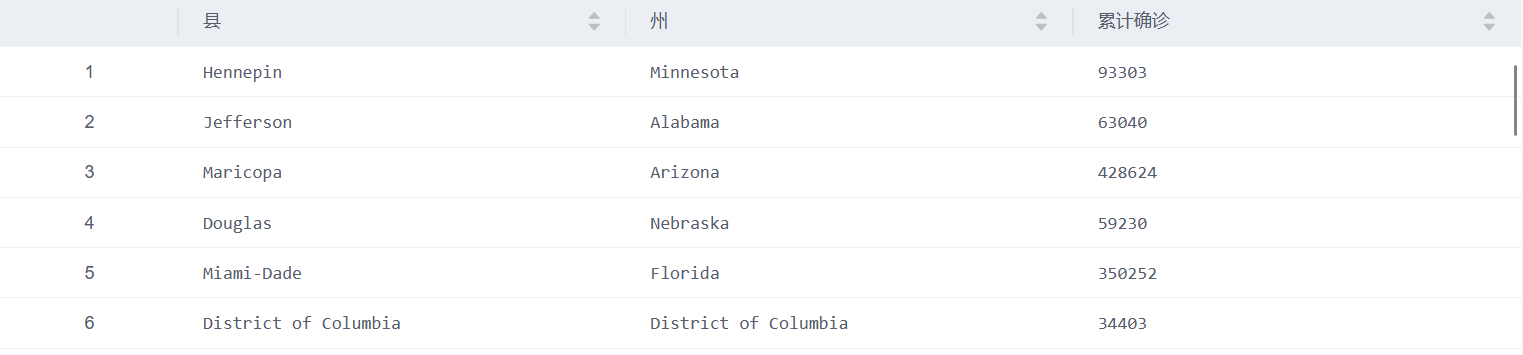 县 州 累计确诊
1 Hennepin Minnesota 93303
2 Jefferson Alabama 63040
3 Maricopa Arizona 428624
4 Douglas Nebraska 59230
5 Miami-Dade Florida 350252
6 District of Columbia District of Columbia 34403